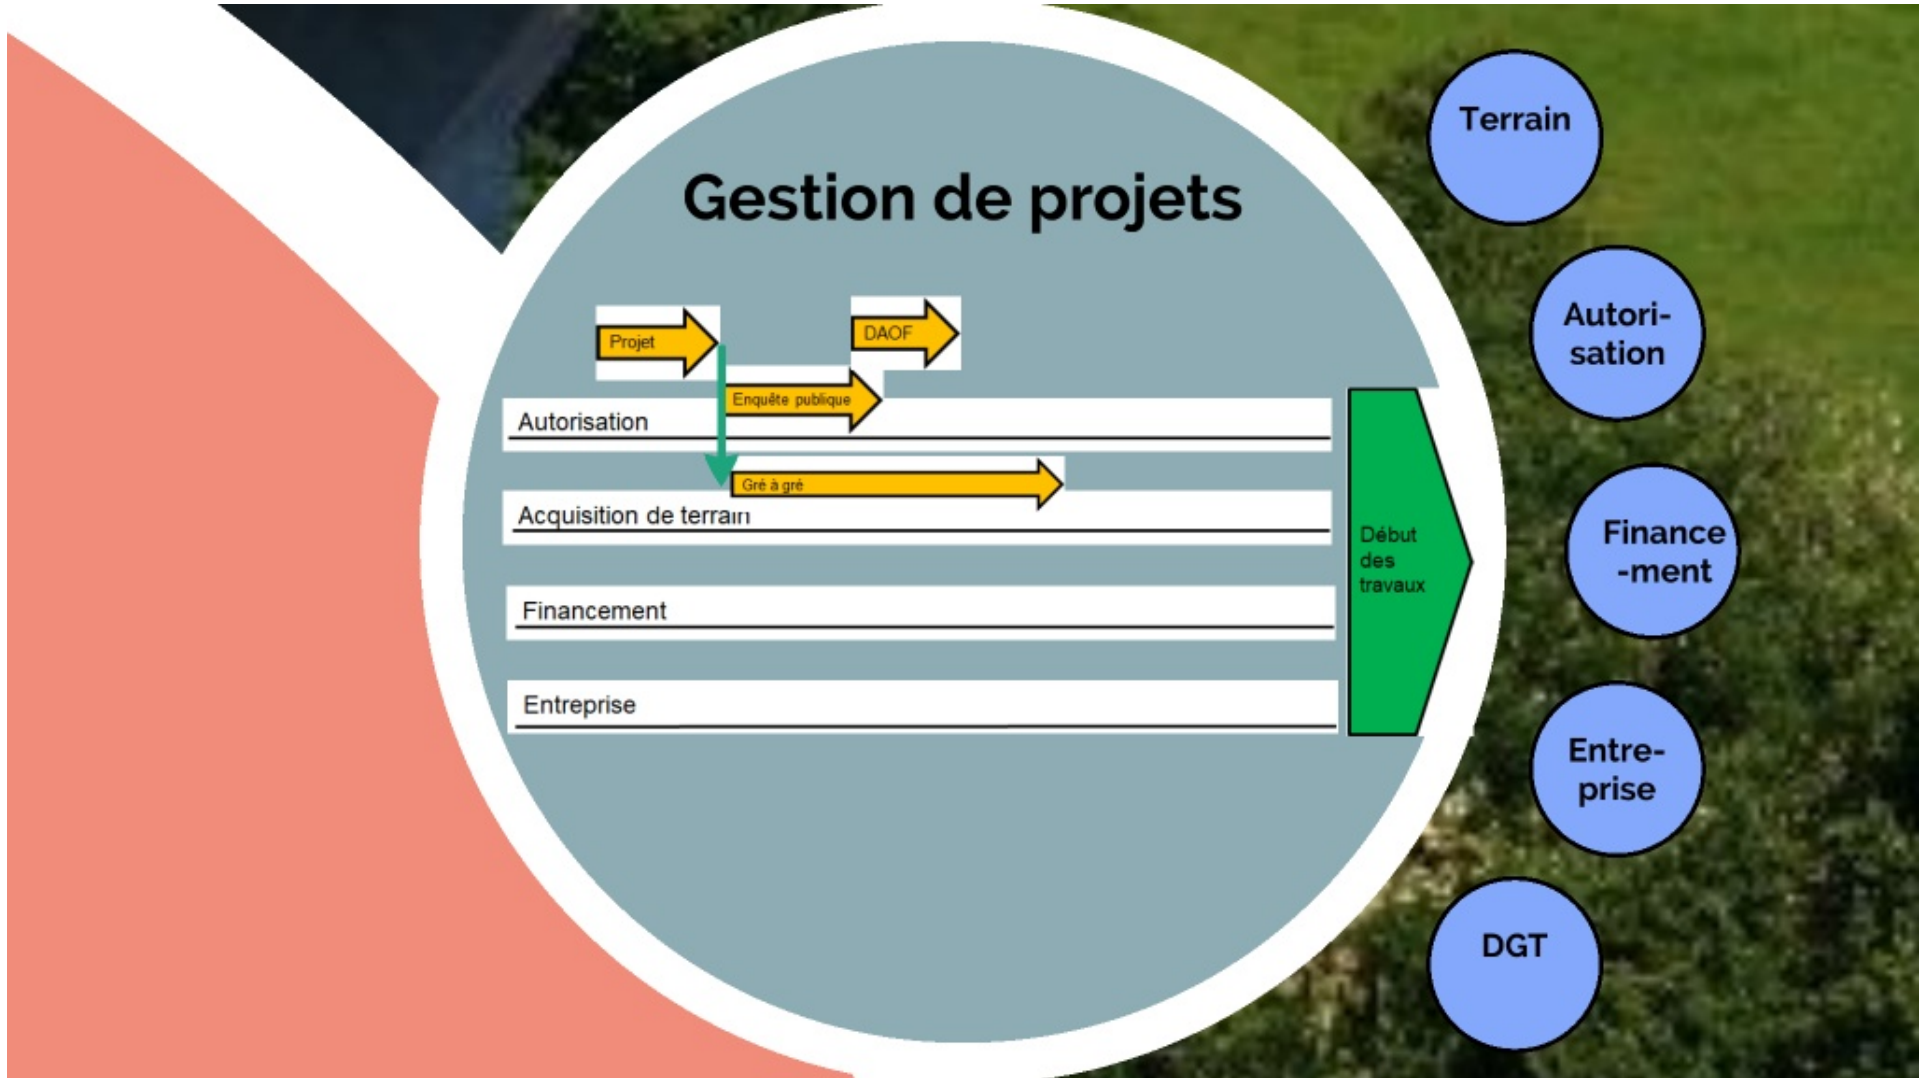 Gestion de projets
Projet
DAOF
Enquête publique
Autorisation
Gré à gré
Acquisition de terrain
Financement
Entreprise
Début
des
travaux
Terrain
Autori-
sation
Finance
-ment
Entre-
prise
DGT